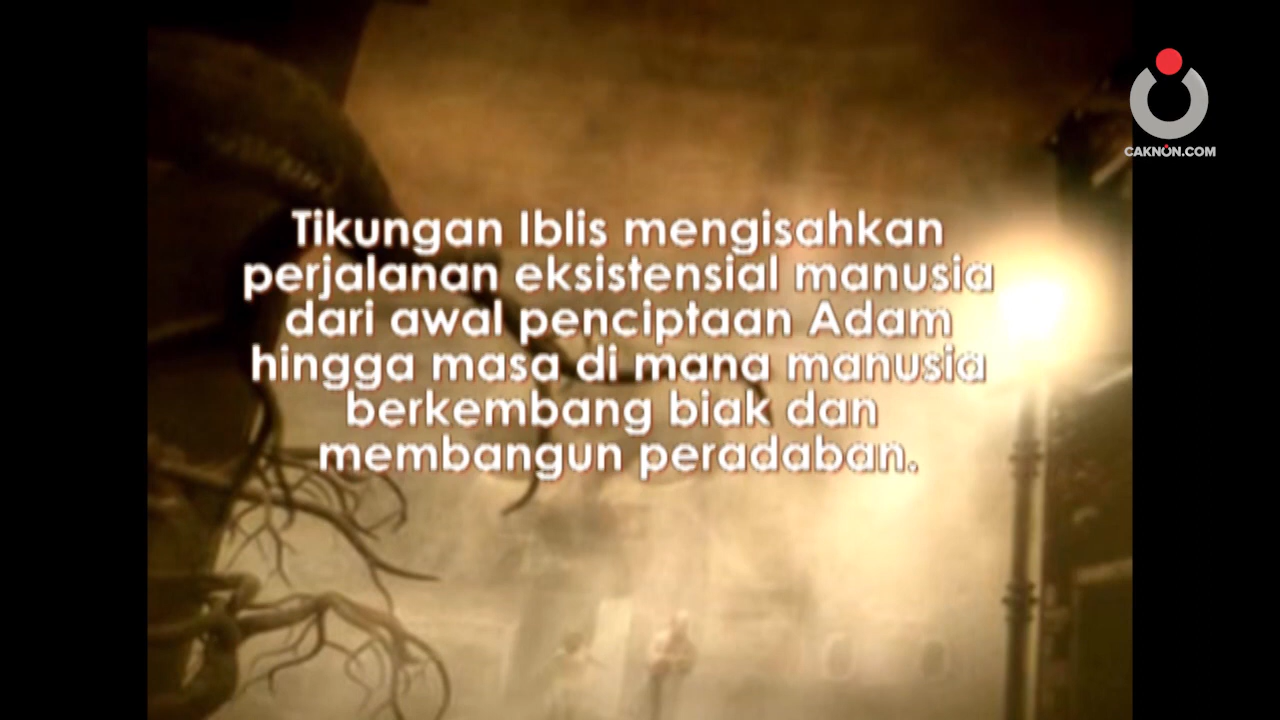 CAKNUN.COM
Tikungan Iblis mengisahkan
perjalanan eksistensial manusia
dari awal penciptaan Adam
hingga masa di mana manusia
berkembang biak dan
membangun peradaban.